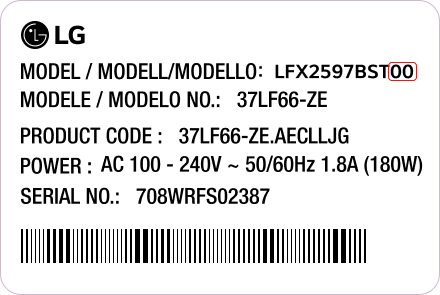 LG
MODEL / MODELL/MODELLO: LFX2597BST00
MODELE / MODELO NO.: 37LF66-ZE
PRODUCT CODE : 37LF66-ZE.AECLLJG
POWER : AC 100 - 240V ~ 50/60Hz 1.8A (180W)
SERIAL NO.: 708WRFS02387